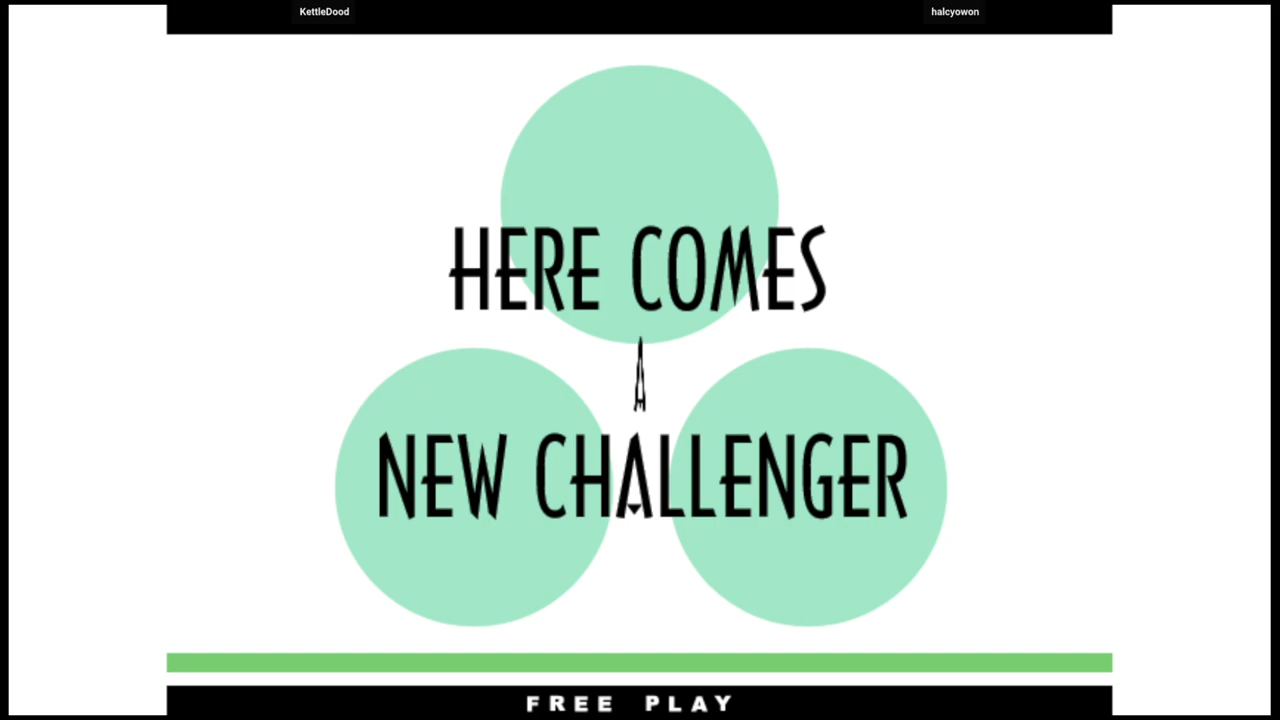 KettleDood halcyowon
HERE COMES
A
NEW CHALLENGER
FREE PLAY